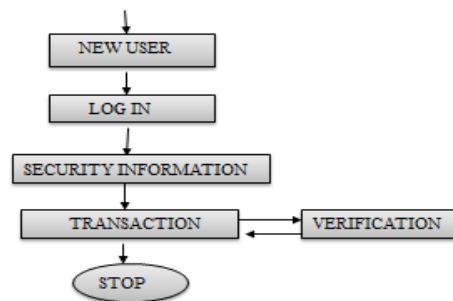 NEW USER
LOG IN
SECURITY INFORMATION
TRANSACTION
VERIFICATION
STOP